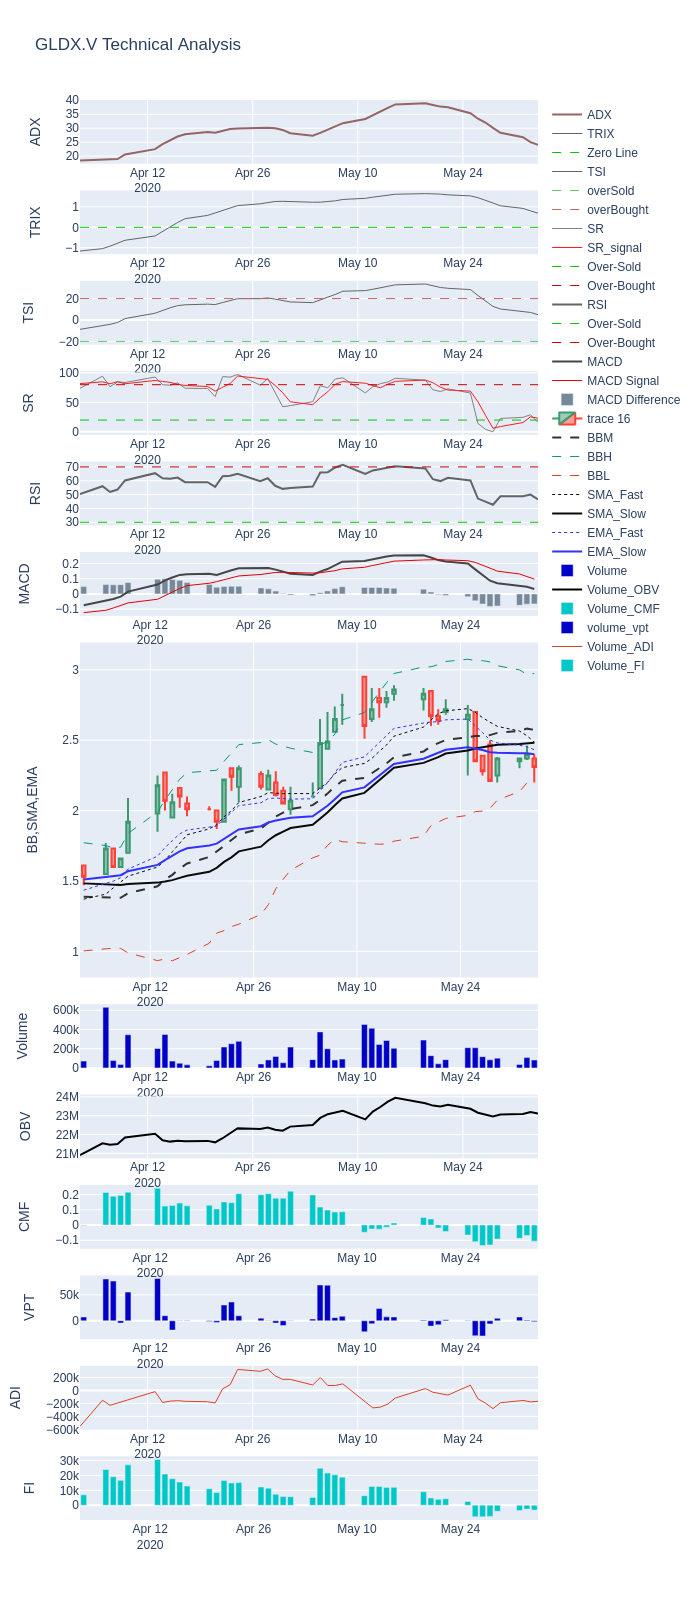 GLDX.V Technical Analysis
ADX
40
35
30
25
20
Apr 12
2020
Apr 26
May 10
May 24
TRIX
1
0
−1
Apr 12
2020
Apr 26
May 10
May 24
TSI
20
0
−20
Apr 12
2020
Apr 26
May 10
May 24
SR
100
50
0
Apr 12
2020
Apr 26
May 10
May 24
RSI
70
60
50
40
30
Apr 12
2020
Apr 26
May 10
May 24
MACD
0.2
0.1
0
−0.1
Apr 12
2020
Apr 26
May 10
May 24
BB,SMA,EMA
3
2.5
2
1.5
1
Apr 12
2020
Apr 26
May 10
May 24
Volume
600k
400k
200k
0
Apr 12
2020
Apr 26
May 10
May 24
OBV
24M
23M
22M
21M
Apr 12
2020
Apr 26
May 10
May 24
CMF
0.2
0.1
0
−0.1
Apr 12
2020
Apr 26
May 10
May 24
VPT
50k
0
Apr 12
2020
Apr 26
May 10
May 24
ADI
200k
0
−200k
−400k
−600k
Apr 12
2020
Apr 26
May 10
May 24
FI
30k
20k
10k
0
Apr 12
2020
Apr 26
May 10
May 24
ADX
TRIX
Zero Line
TSI
overSold
overBought
SR
SR_signal
Over-Sold
Over-Bought
RSI
Over-Sold
Over-Bought
MACD
MACD Signal
MACD Difference
trace 16
BBM
BBH
BBL
SMA_Fast
SMA_Slow
EMA_Fast
EMA_Slow
Volume
Volume_OBV
Volume_CMF
volume_vpt
Volume_ADI
Volume_FI